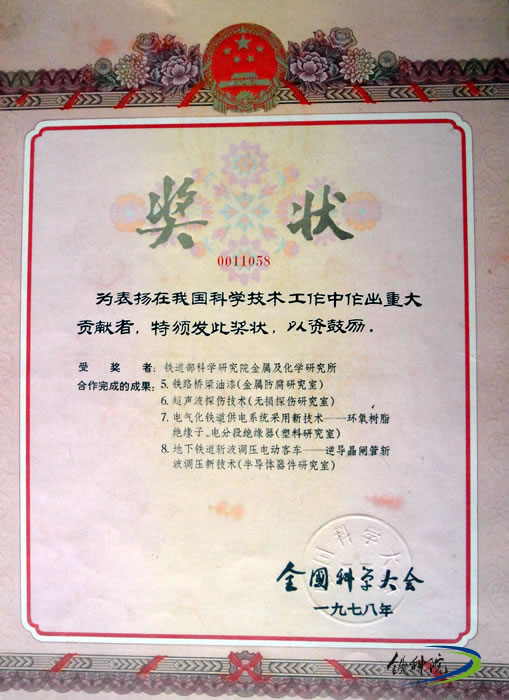 奖 状
0011058
为表扬在我国科学技术工作中作出重大
贡献者，特颁发此奖状，以资鼓励．
受奖者：铁道部科学研究院金属及化学研究所
合作完成的成果：5. 铁路桥梁油漆(金属防腐研究室)
6. 超声波探伤技术(无损探伤研究室)
7. 电气化铁道供电系统采用新技术——环氧树脂
绝缘子、电分段绝缘器(塑料研究室)
8. 地下铁道斩波调压电动客车——逆导晶闸管斩
波调压新技术(半导体器件研究室)
全国科学大会
一九七八年
铁科院